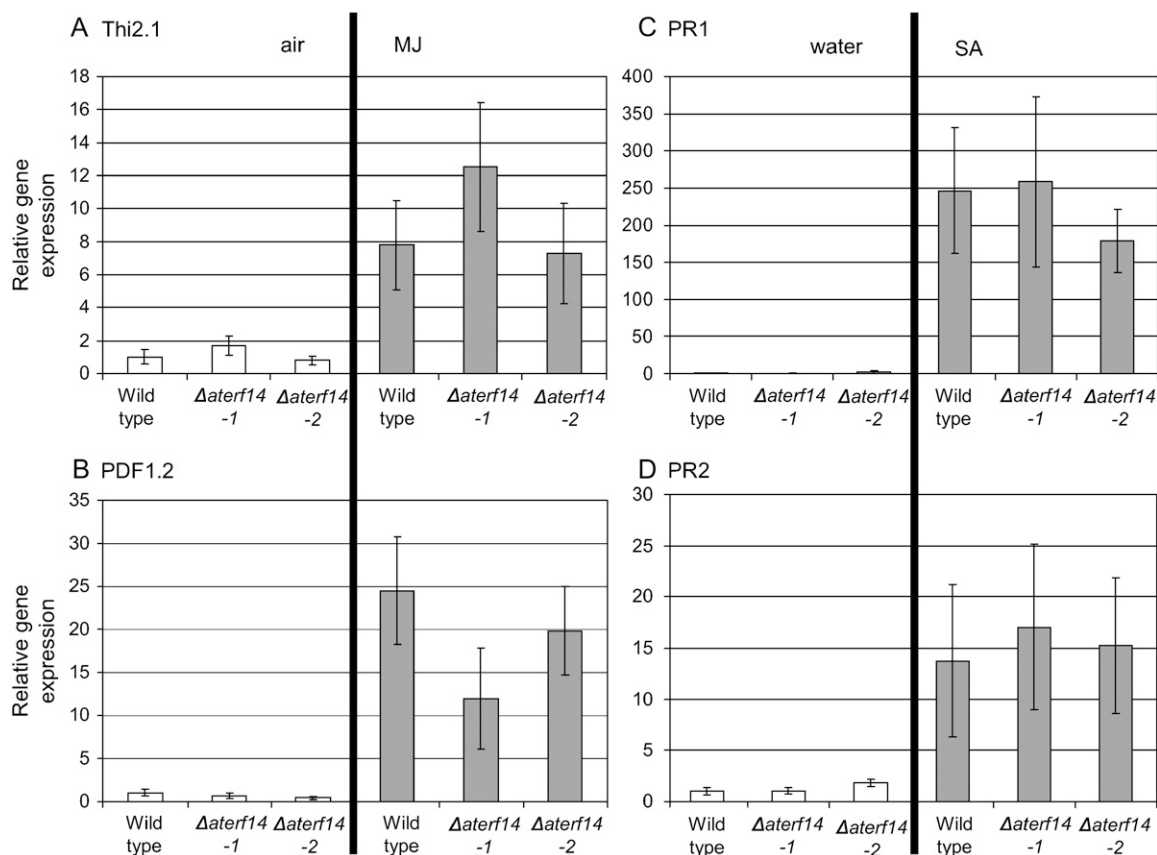 A Thi2.1
air
MJ
Relative gene
expression
18
16
14
12
10
8
6
4
2
0
Wild
type
Δaterf14
-1
Δaterf14
-2
Wild
type
Δaterf14
-1
Δaterf14
-2
C PR1
water
SA
400
350
300
250
200
150
100
50
0
Wild
type
Δaterf14
-1
Δaterf14
-2
Wild
type
Δaterf14
-1
Δaterf14
-2
B PDF1.2
Relative gene
expression
35
30
25
20
15
10
5
0
Wild
type
Δaterf14
-1
Δaterf14
-2
Wild
type
Δaterf14
-1
Δaterf14
-2
D PR2
30
25
20
15
10
5
0
Wild
type
Δaterf14
-1
Δaterf14
-2
Wild
type
Δaterf14
-1
Δaterf14
-2